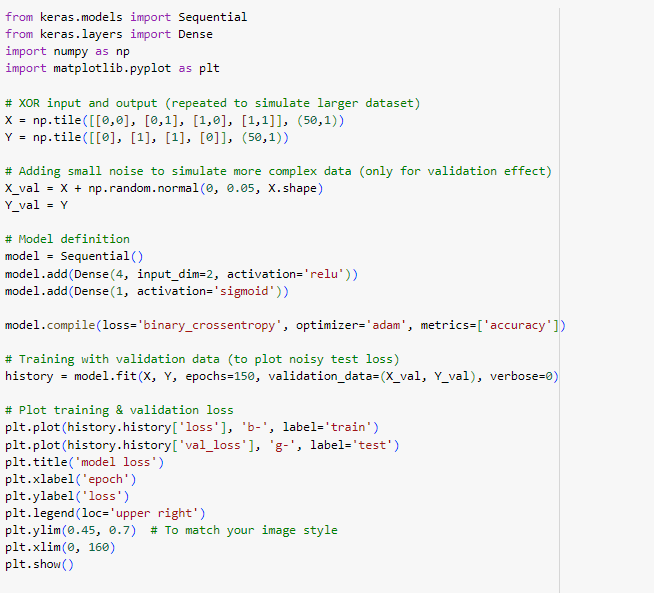 from keras.models import Sequential
from keras.layers import Dense
import numpy as np
import matplotlib.pyplot as plt
# XOR input and output (repeated to simulate larger dataset)
X = np.tile([[0,0], [0,1], [1,0], [1,1]], (50,1))
Y = np.tile([[0], [1], [1], [0]], (50,1))
# Adding small noise to simulate more complex data (only for validation effect)
X_val = X + np.random.normal(0, 0.05, X.shape)
Y_val = Y
# Model definition
model = Sequential()
model.add(Dense(4, input_dim=2, activation='relu'))
model.add(Dense(1, activation='sigmoid'))
model.compile(loss='binary_crossentropy', optimizer='adam', metrics=['accuracy'])
# Training with validation data (to plot noisy test loss)
history = model.fit(X, Y, epochs=150, validation_data=(X_val, Y_val), verbose=0)
# Plot training & validation loss
plt.plot(history.history['loss'], 'b-', label='train')
plt.plot(history.history['val_loss'], 'g-', label='test')
plt.title('model loss')
plt.xlabel('epoch')
plt.ylabel('loss')
plt.legend(loc='upper right')
plt.ylim(0.45, 0.7)  # To match your image style
plt.xlim(0, 160)
plt.show()